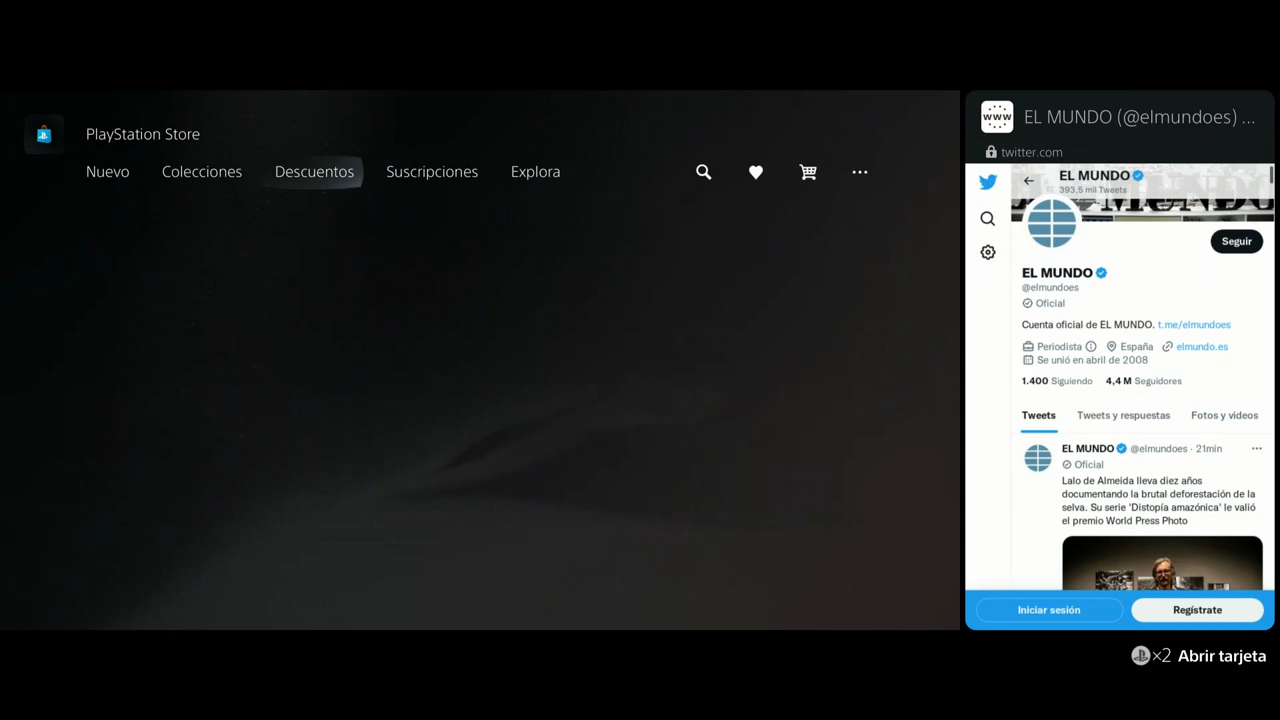 PlayStation Store
Nuevo Colecciones Descuentos Suscripciones Explora
EL MUNDO (@elmundoes) ...
twitter.com
EL MUNDO
393,5 mil Tweets
Seguir
EL MUNDO
@elmundoes
Oficial
Cuenta oficial de EL MUNDO. t.me/elmundoes
Periodista España elmundo.es
Se unió en abril de 2008
1.400 Siguiendo 4,4 M Seguidores
Tweets Tweets y respuestas Fotos y videos
EL MUNDO @elmundoes · 21min
Oficial
Lalo de Almeida lleva diez años
documentando la brutal deforestación de la
selva. Su serie 'Distopía amazónica' le valió
el premio World Press Photo
Iniciar sesión Regístrate
×2 Abrir tarjeta